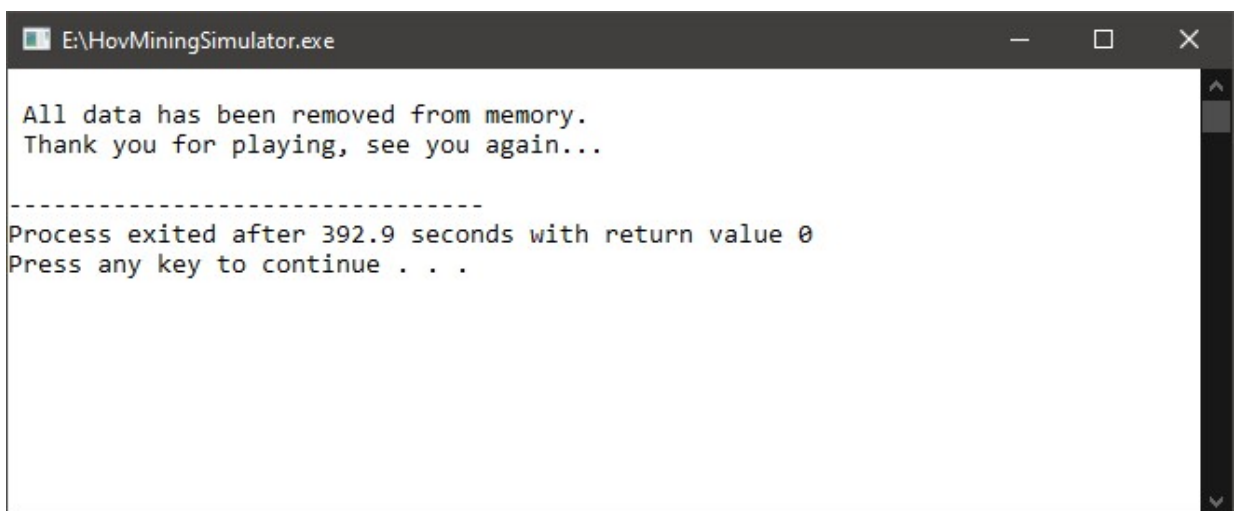 E:\HovMiningSimulator.exe
All data has been removed from memory.
Thank you for playing, see you again...
--------------------------------
Process exited after 392.9 seconds with return value 0
Press any key to continue . . .